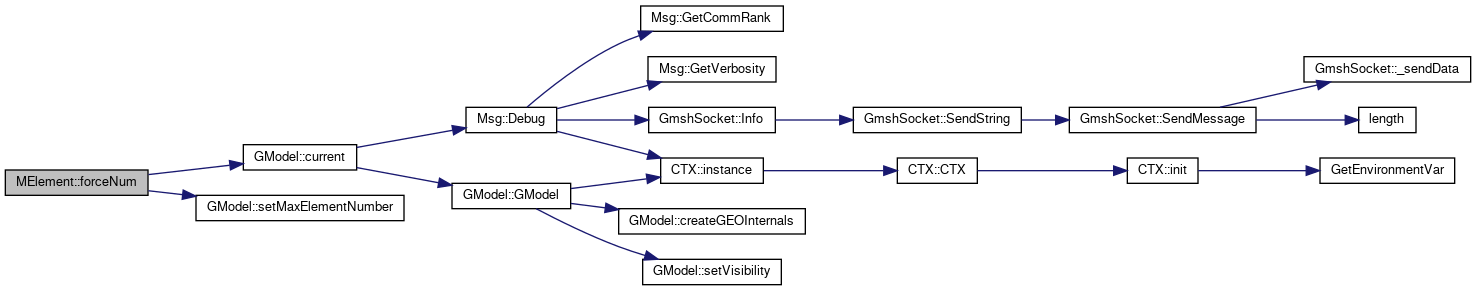 MElement::forceNum
GModel::current
GModel::setMaxElementNumber
Msg::Debug
GModel::GModel
Msg::GetCommRank
Msg::GetVerbosity
GmshSocket::Info
CTX::instance
GModel::createGEOInternals
GModel::setVisibility
GmshSocket::SendString
CTX::CTX
GmshSocket::SendMessage
CTX::init
GmshSocket::_sendData
length
GetEnvironmentVar